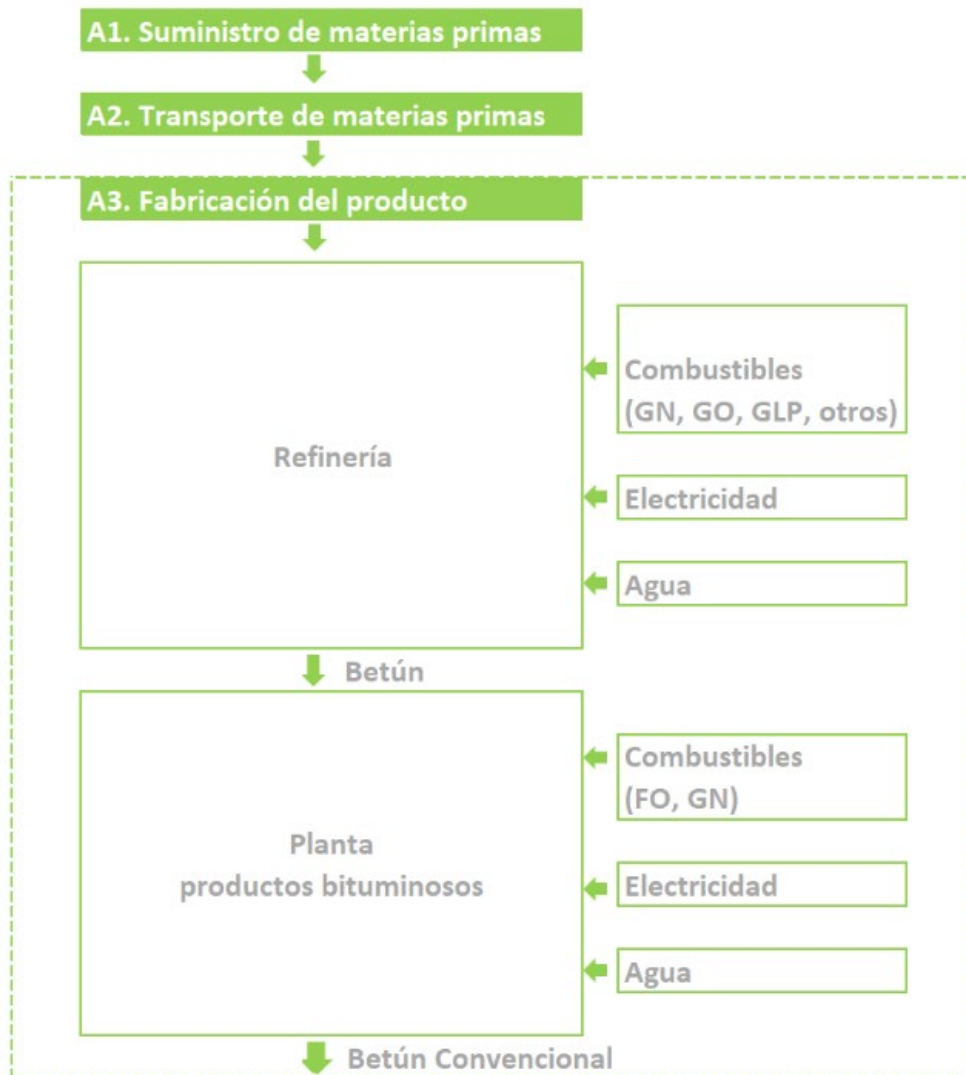 A1. Suministro de materias primas
A2. Transporte de materias primas
A3. Fabricación del producto
Refinería
Combustibles
(GN, GO, GLP, otros)
Electricidad
Agua
Betún
Planta
productos bituminosos
Combustibles
(FO, GN)
Electricidad
Agua
Betún Convencional